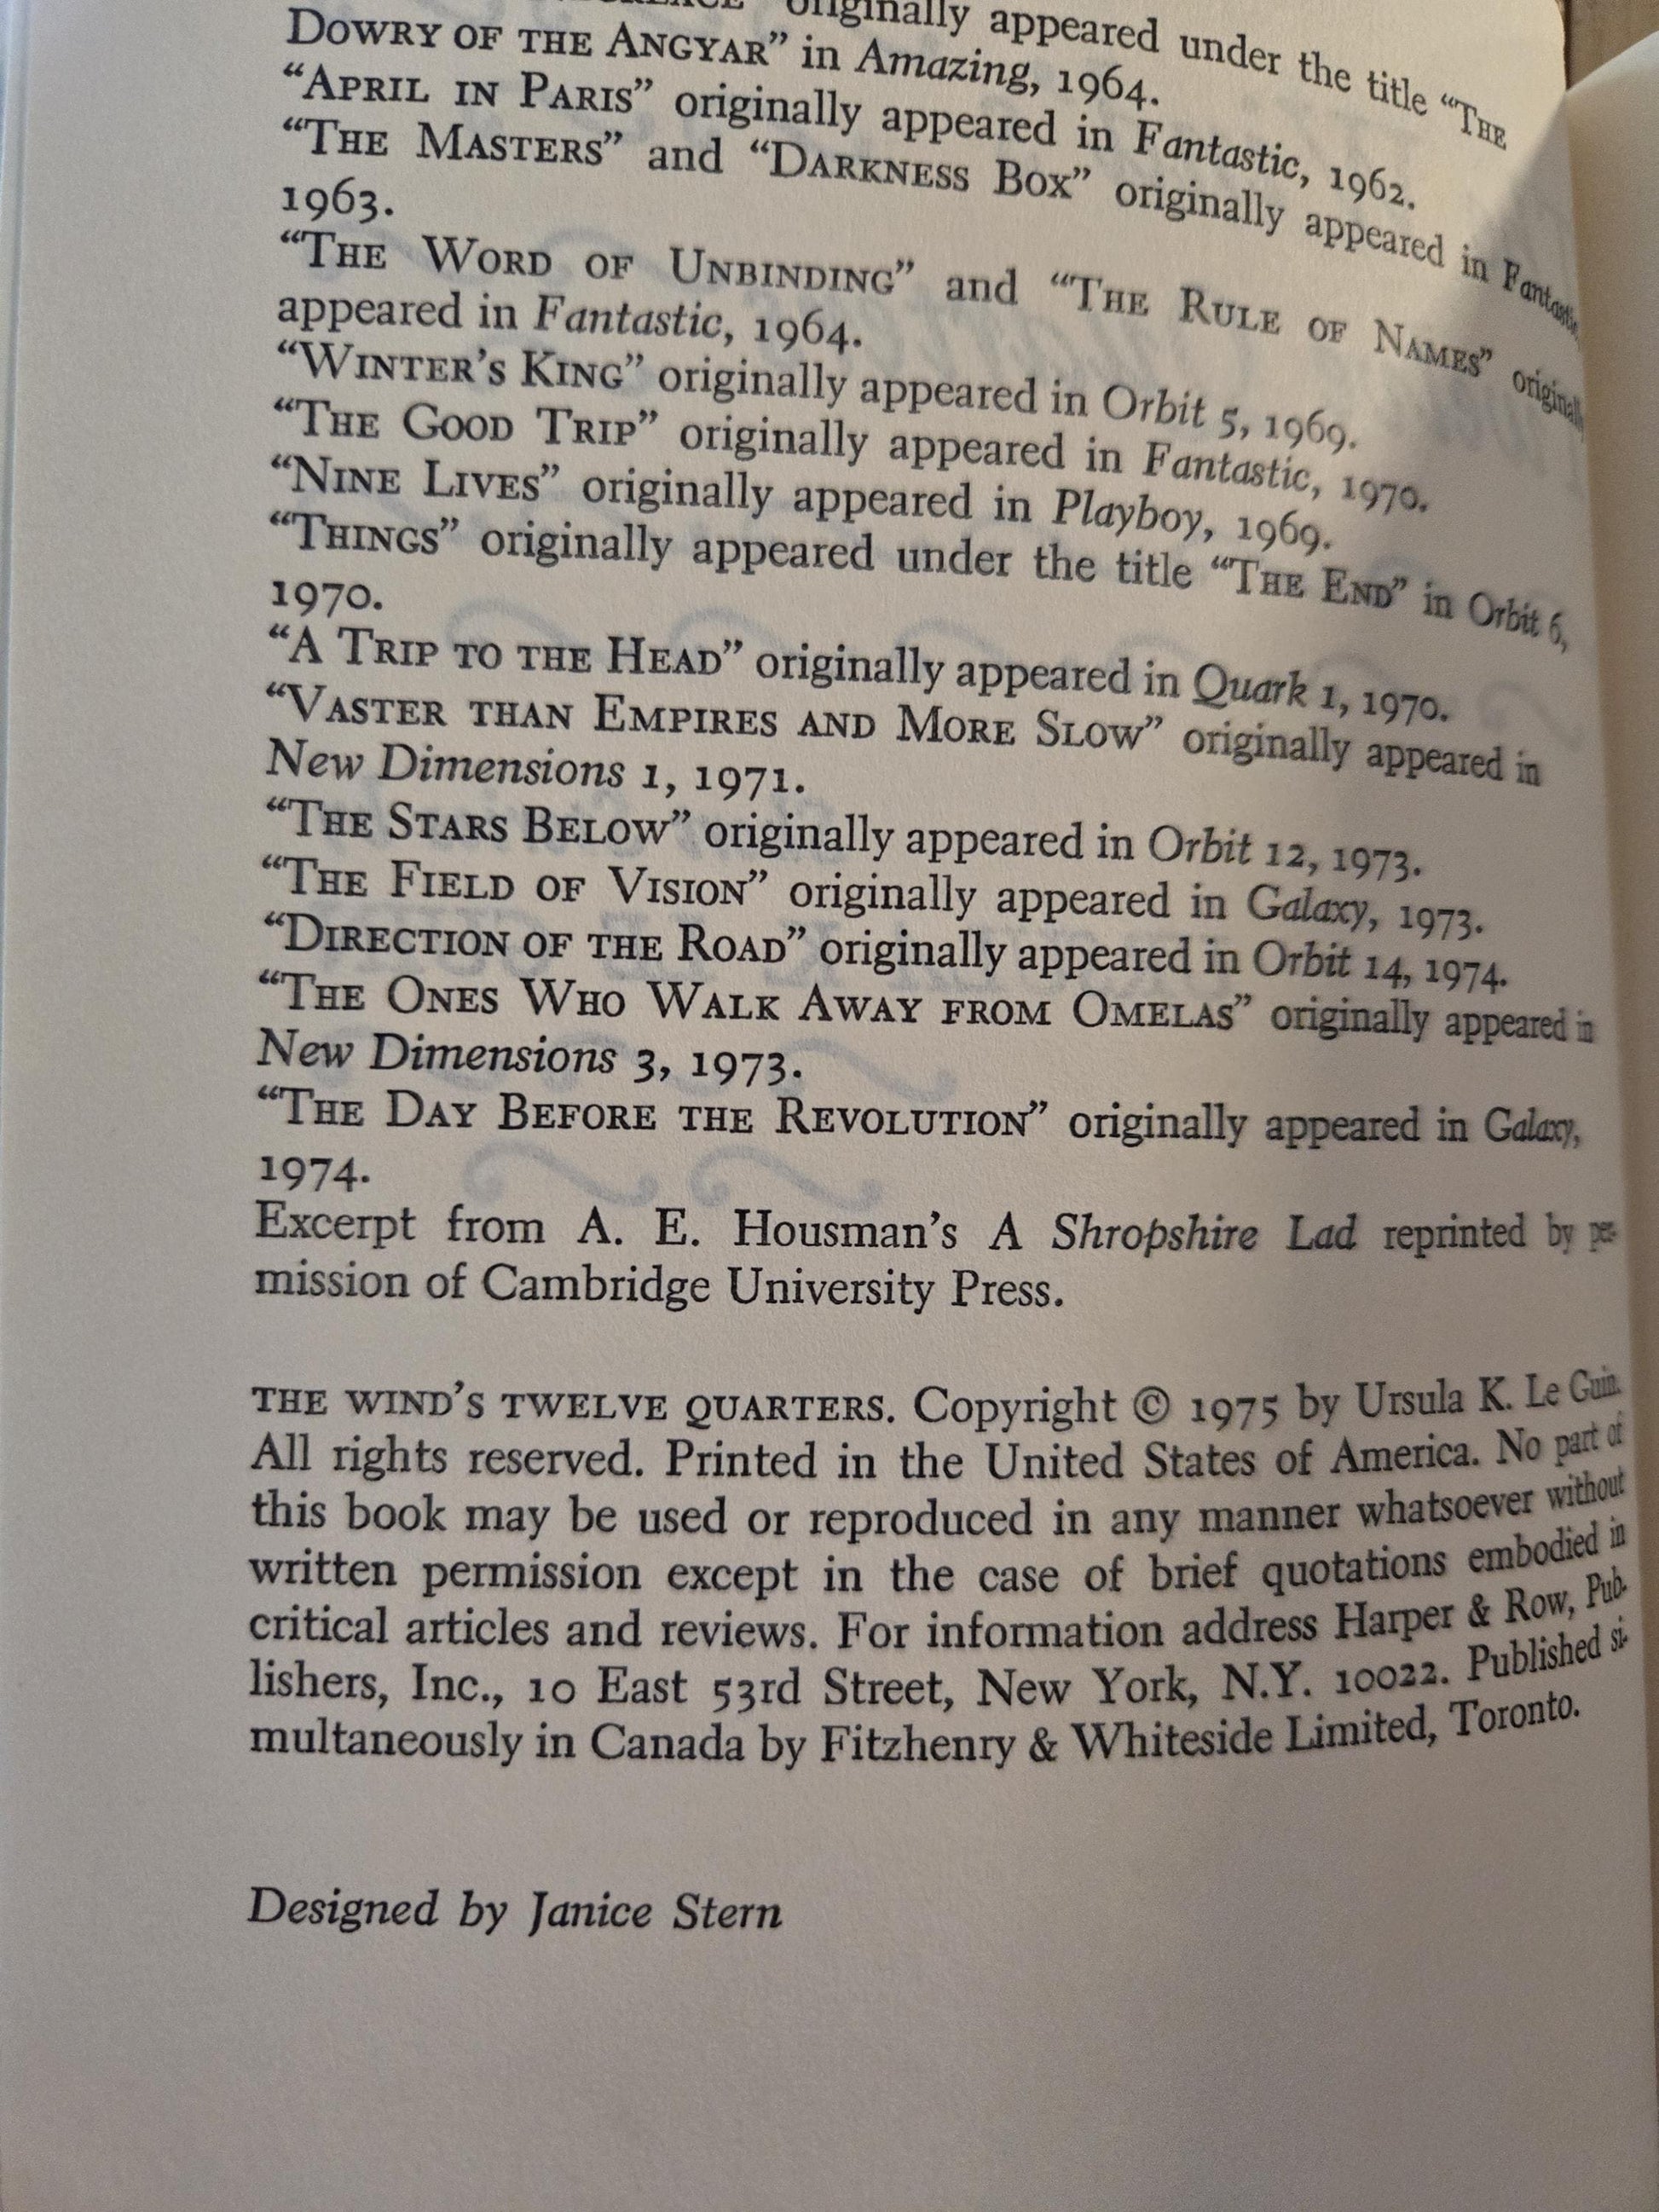 originally appeared under the title “THE
DOWRY OF THE ANGYAR” in Amazing, 1964.
“APRIL IN PARIS” originally appeared in Fantastic, 1962.
“THE MASTERS” and “DARKNESS BOX” originally appeared in Fantastic,
1963.
“THE WORD OF UNBINDING” and “THE RULE OF NAMES” originally
appeared in Fantastic, 1964.
“WINTER’S KING” originally appeared in Orbit 5, 1969.
“THE GOOD TRIP” originally appeared in Fantastic, 1970.
“NINE LIVES” originally appeared in Playboy, 1969.
“THINGS” originally appeared under the title “THE END” in Orbit 6,
1970.
“A TRIP TO THE HEAD” originally appeared in Quark 1, 1970.
“VASTER THAN EMPIRES AND MORE SLOW” originally appeared in
New Dimensions 1, 1971.
“THE STARS BELOW” originally appeared in Orbit 12, 1973.
“THE FIELD OF VISION” originally appeared in Galaxy, 1973.
“DIRECTION OF THE ROAD” originally appeared in Orbit 14, 1974.
“THE ONES WHO WALK AWAY FROM OMELAS” originally appeared in
New Dimensions 3, 1973.
“THE DAY BEFORE THE REVOLUTION” originally appeared in Galaxy,
1974.
Excerpt from A. E. Housman’s A Shropshire Lad reprinted by per-
mission of Cambridge University Press.
THE WIND’S TWELVE QUARTERS. Copyright © 1975 by Ursula K. Le Guin.
All rights reserved. Printed in the United States of America. No part of
this book may be used or reproduced in any manner whatsoever without
written permission except in the case of brief quotations embodied in
critical articles and reviews. For information address Harper & Row, Pub-
lishers, Inc., 10 East 53rd Street, New York, N.Y. 10022. Published si-
multaneously in Canada by Fitzhenry & Whiteside Limited, Toronto.
Designed by Janice Stern